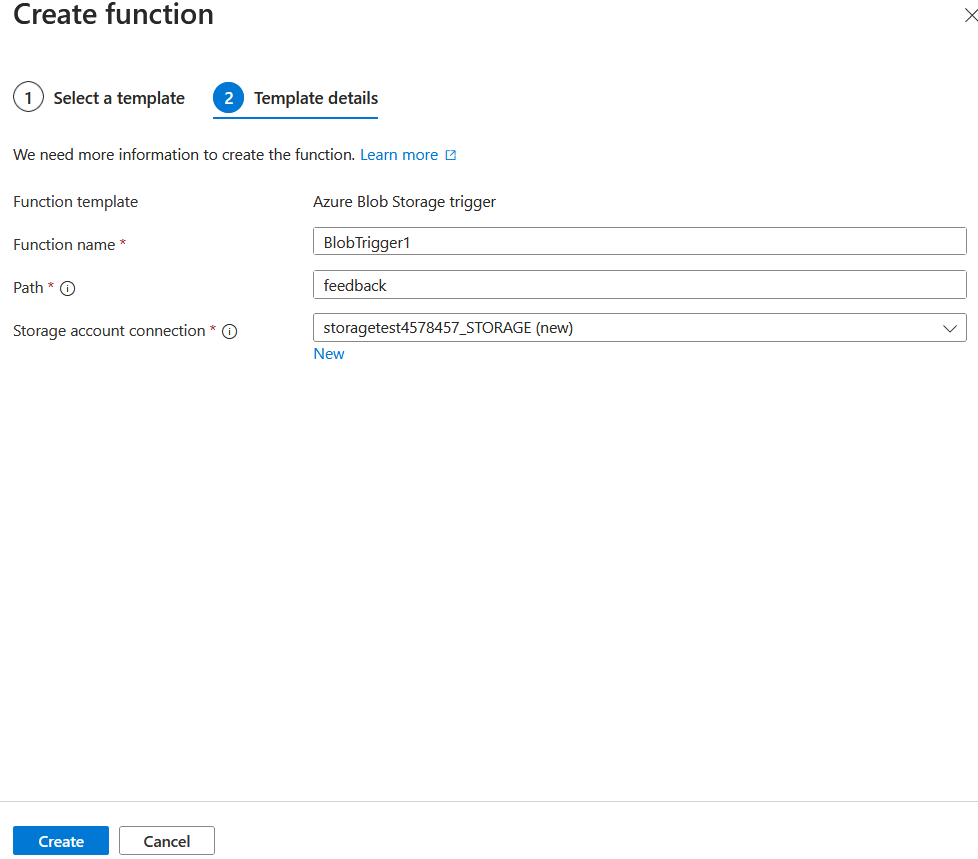 Create function
1 Select a template 2 Template details
We need more information to create the function. Learn more
Function template Azure Blob Storage trigger
Function name * BlobTrigger1
Path * feedback
Storage account connection * storagetest4578457_STORAGE (new)
New
Create Cancel